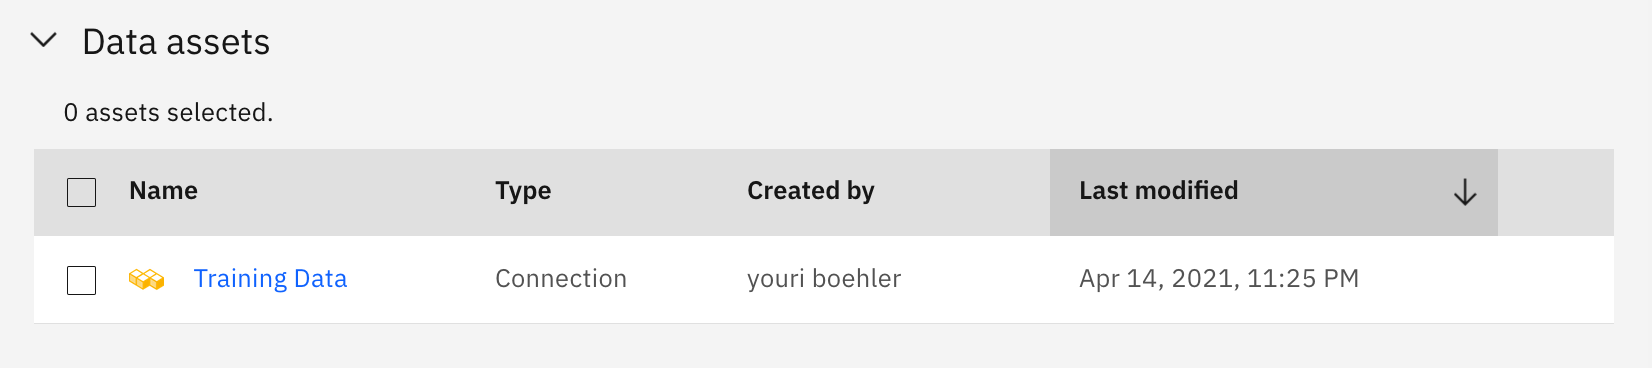 Data assets
0 assets selected.
Name Type Created by Last modified
Training Data Connection youri boehler Apr 14, 2021, 11:25 PM